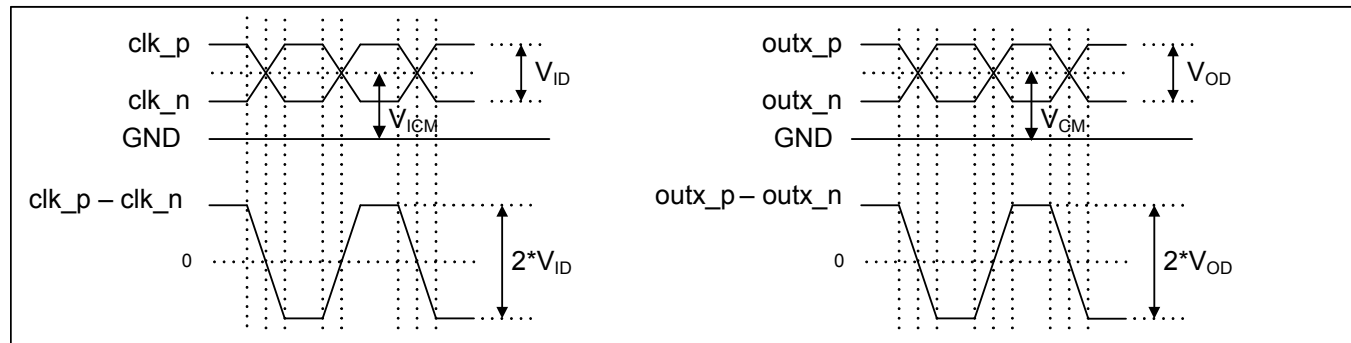 clk_p
clk_n
GND
V_ID
V_ICM
clk_p – clk_n
0
2*V_ID
outx_p
outx_n
GND
V_OD
V_CM
outx_p – outx_n
0
2*V_OD